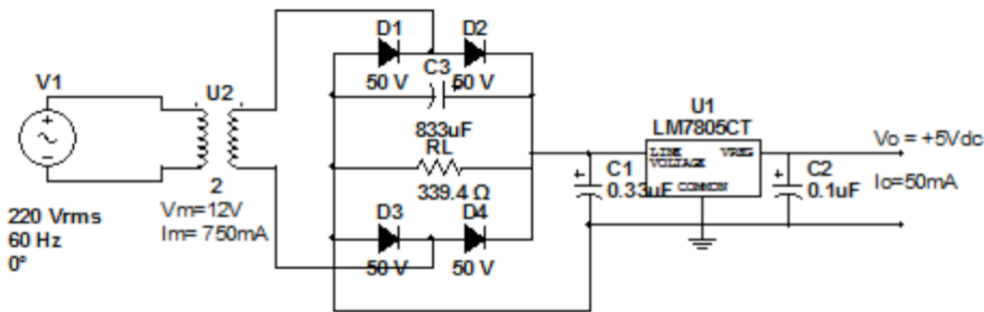 V1
220 Vrms
60 Hz
0°
U2
2
Vm=12V
Im= 750mA
D1
D2
50 V
50 V
C3
833uF
RL
339.4 Ω
D3
D4
50 V
50 V
U1
LM7805CT
LINE
VOLTAGE
VREG
COMMON
C1
0.33uF
C2
0.1uF
Vo = +5Vdc
Io=50mA